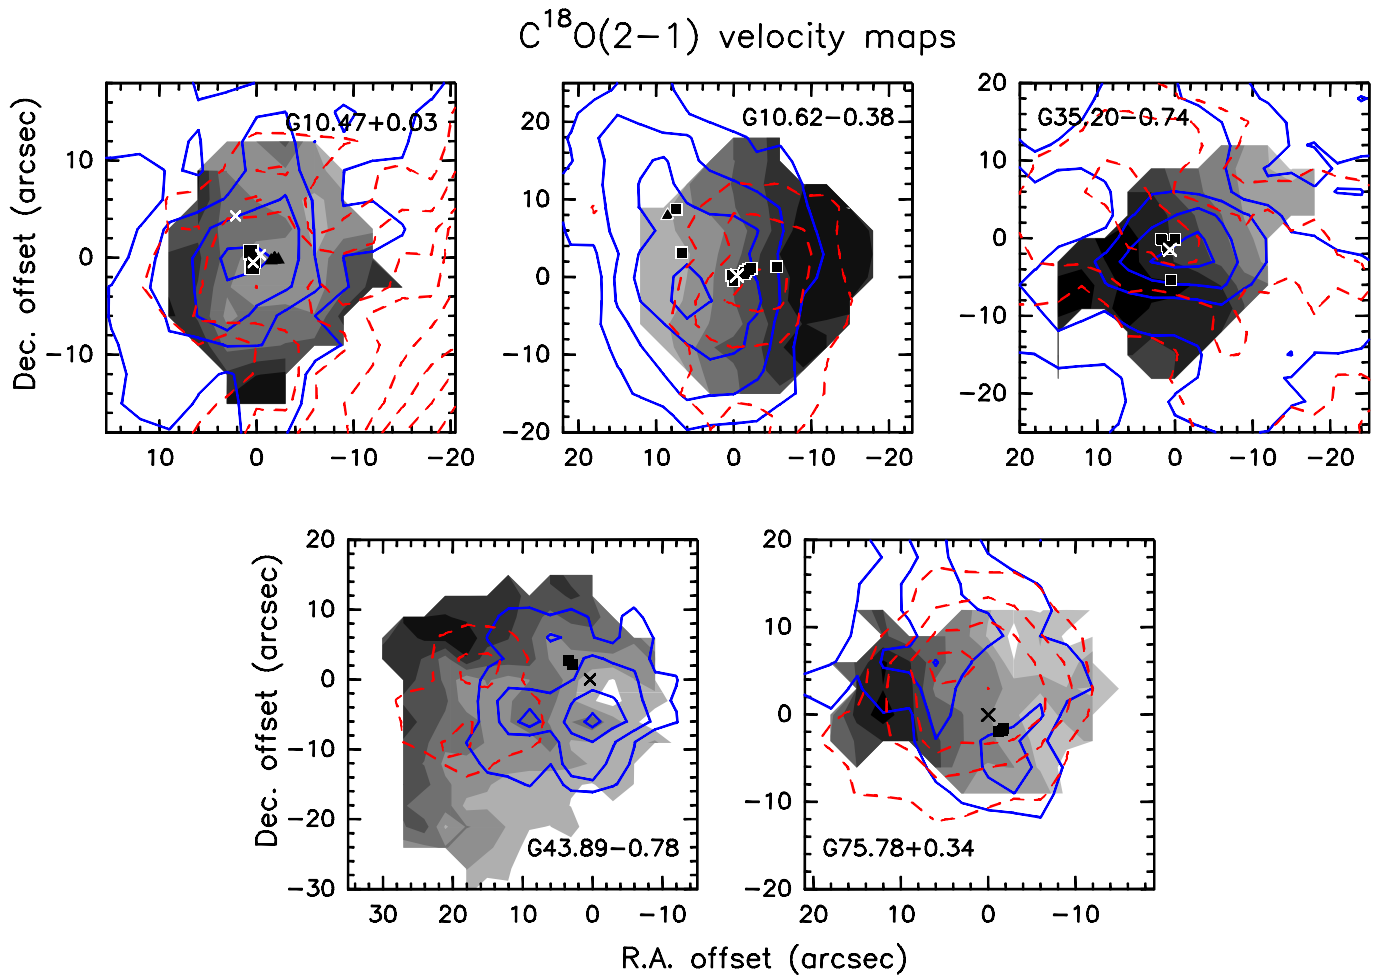 C18O(2−1) velocity maps
G10.47+0.03
G10.62−0.38
G35.20−0.74
10
0
−10
20
10
0
−10
−20
20
10
0
−10
−20
Dec. offset (arcsec)
10 0 −10 −20
20 10 0 −10 −20
20 10 0 −10 −20
20
10
0
−10
−20
−30
20
10
0
−10
−20
Dec. offset (arcsec)
G43.89−0.78
G75.78+0.34
30 20 10 0 −10
20 10 0 −10
R.A. offset (arcsec)